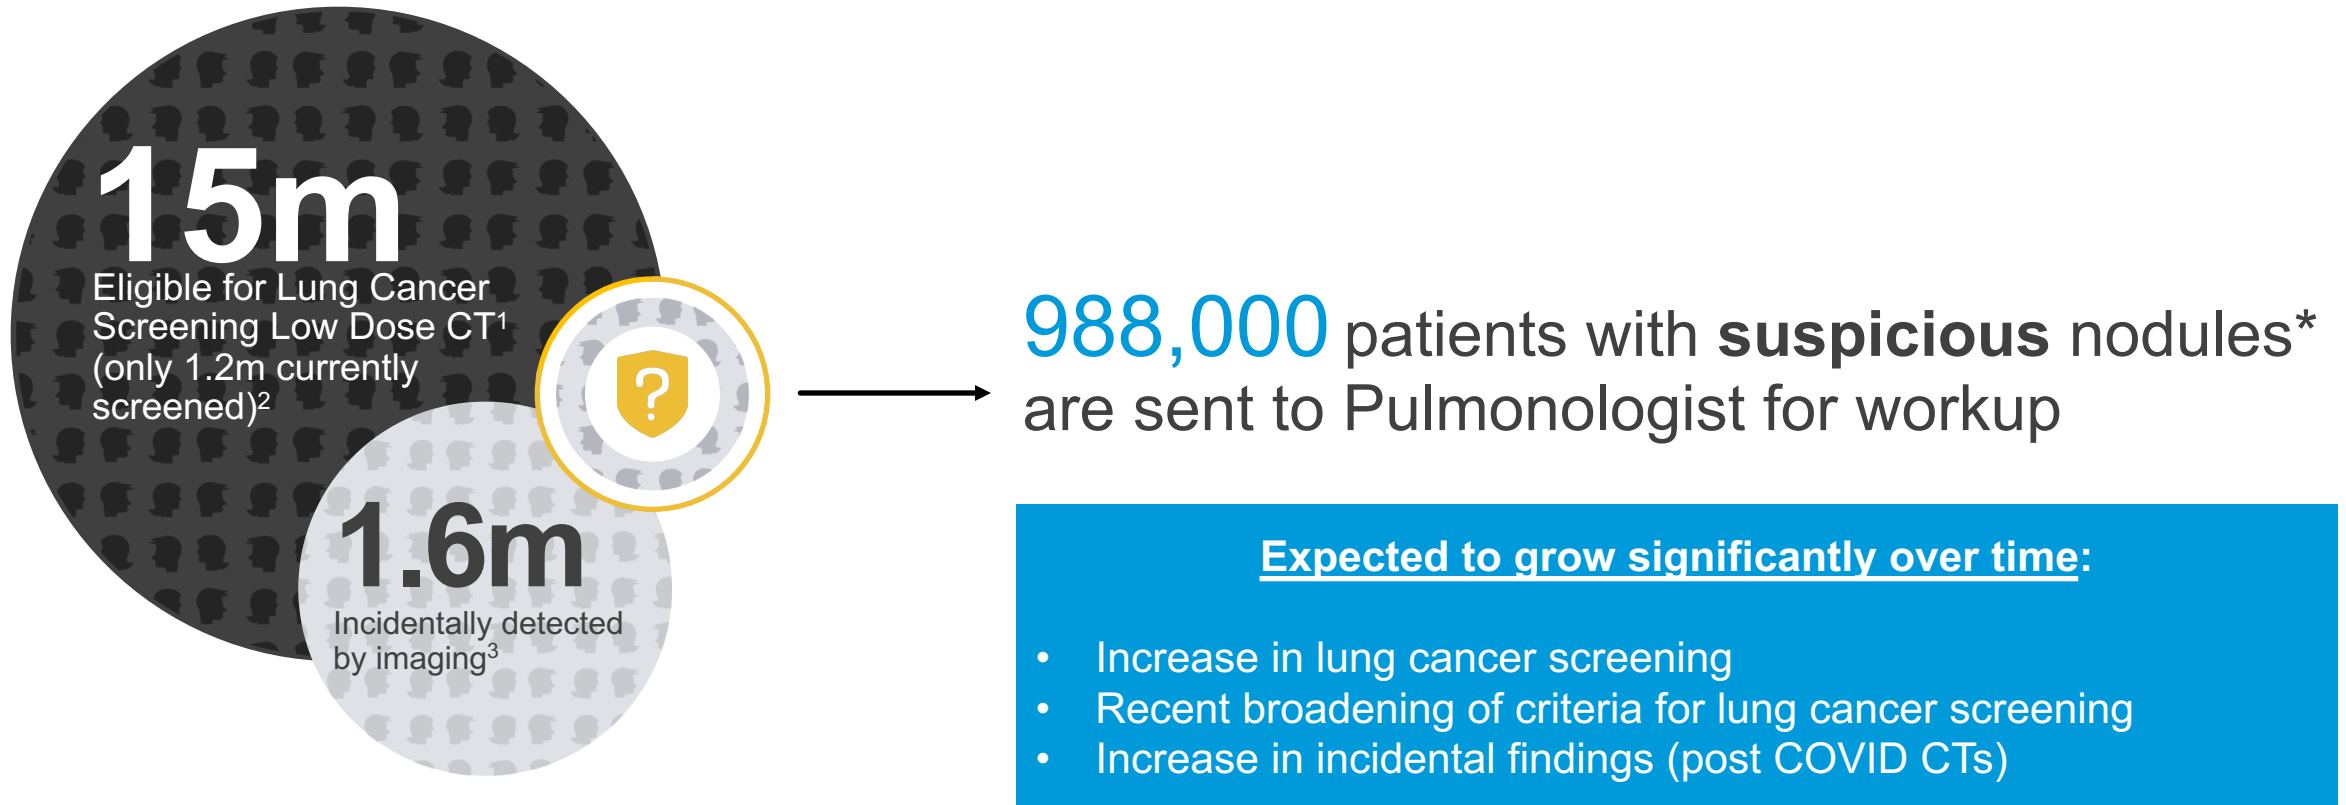 15m
Eligible for Lung Cancer
Screening Low Dose CT¹
(only 1.2m currently
screened)²
1.6m
Incidentally detected
by imaging³
?
988,000 patients with suspicious nodules*
are sent to Pulmonologist for workup
Expected to grow significantly over time:
• Increase in lung cancer screening
• Recent broadening of criteria for lung cancer screening
• Increase in incidental findings (post COVID CTs)